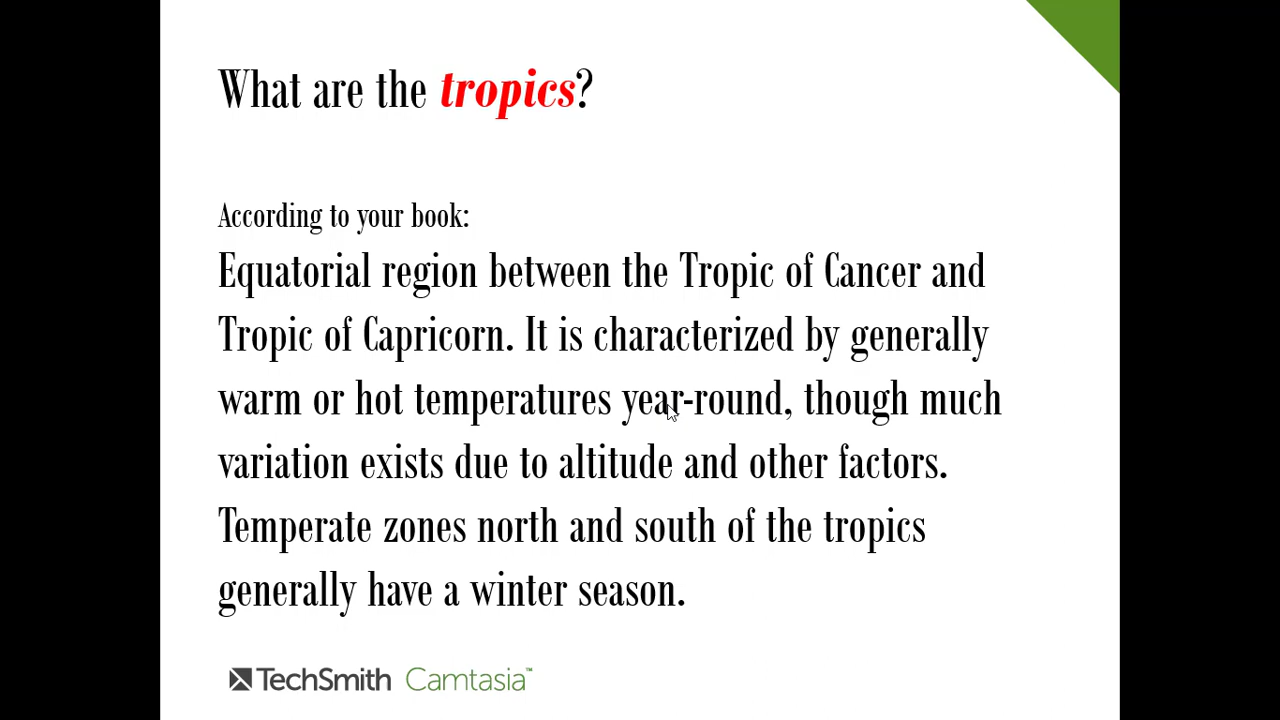 What are the tropics?
According to your book:
Equatorial region between the Tropic of Cancer and
Tropic of Capricorn. It is characterized by generally
warm or hot temperatures year-round, though much
variation exists due to altitude and other factors.
Temperate zones north and south of the tropics
generally have a winter season.
TechSmith Camtasia™